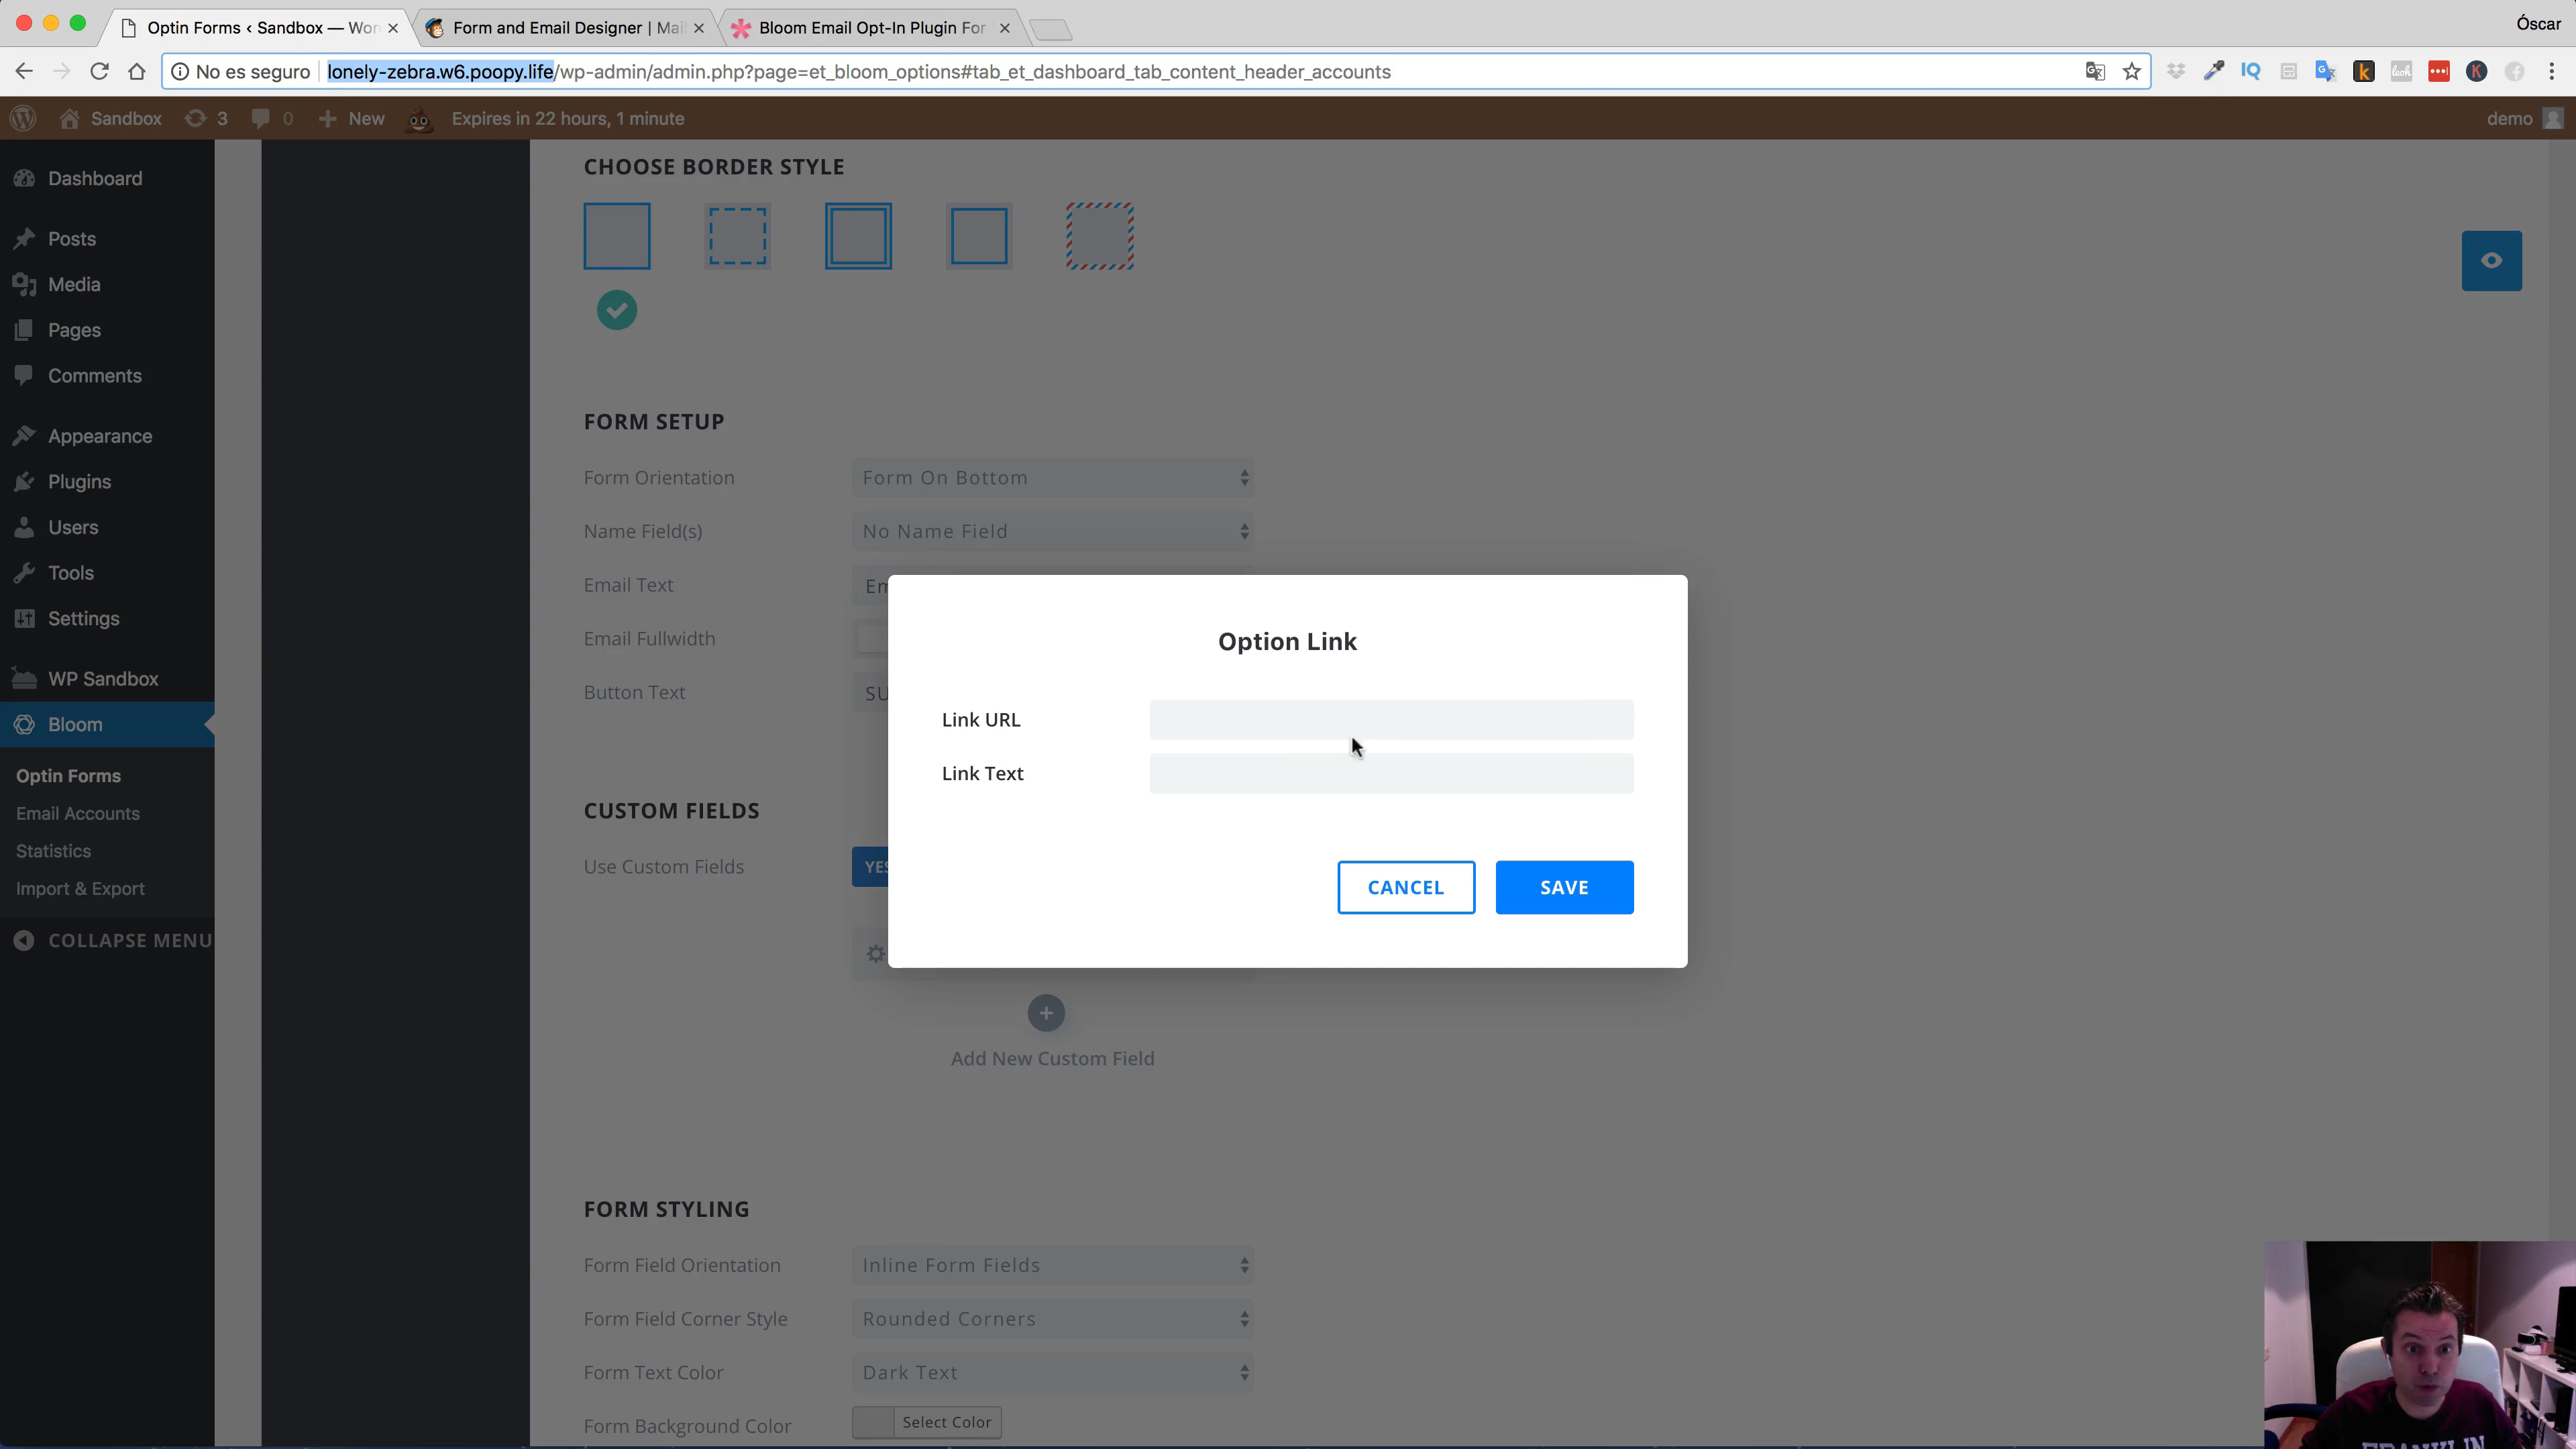 Optin Forms ‹ Sandbox — Wor
Form and Email Designer | Mail
Bloom Email Opt-In Plugin For
Óscar
No es seguro
lonely-zebra.w6.poopy.life/wp-admin/admin.php?page=et_bloom_options#tab_et_dashboard_tab_content_header_accounts
Sandbox
3
0
New
Expires in 22 hours, 1 minute
demo
Dashboard
Posts
Media
Pages
Comments
Appearance
Plugins
Users
Tools
Settings
WP Sandbox
Bloom
Optin Forms
Email Accounts
Statistics
Import & Export
COLLAPSE MENU
CHOOSE BORDER STYLE
FORM SETUP
Form Orientation
Form On Bottom
Name Field(s)
No Name Field
Email Text
Em
Email Fullwidth
Button Text
SU
Option Link
Link URL
Link Text
CANCEL
SAVE
CUSTOM FIELDS
Use Custom Fields
YES
Add New Custom Field
FORM STYLING
Form Field Orientation
Inline Form Fields
Form Field Corner Style
Rounded Corners
Form Text Color
Dark Text
Form Background Color
Select Color
FRANKLIN